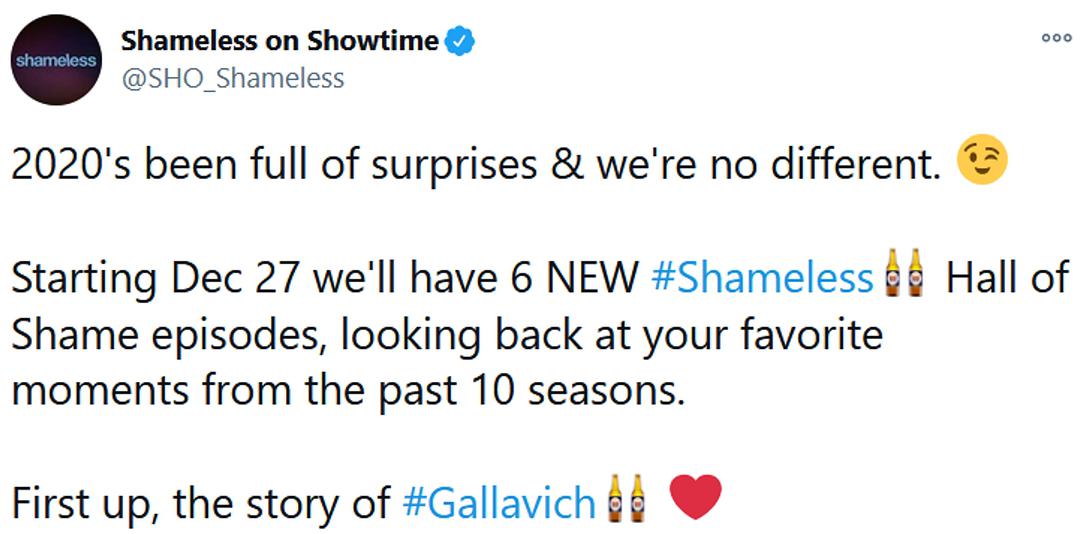 shameless
Shameless on Showtime
@SHO_Shameless
2020's been full of surprises & we're no different. 😉
Starting Dec 27 we'll have 6 NEW #Shameless Hall of
Shame episodes, looking back at your favorite
moments from the past 10 seasons.
First up, the story of #Gallavich ❤️